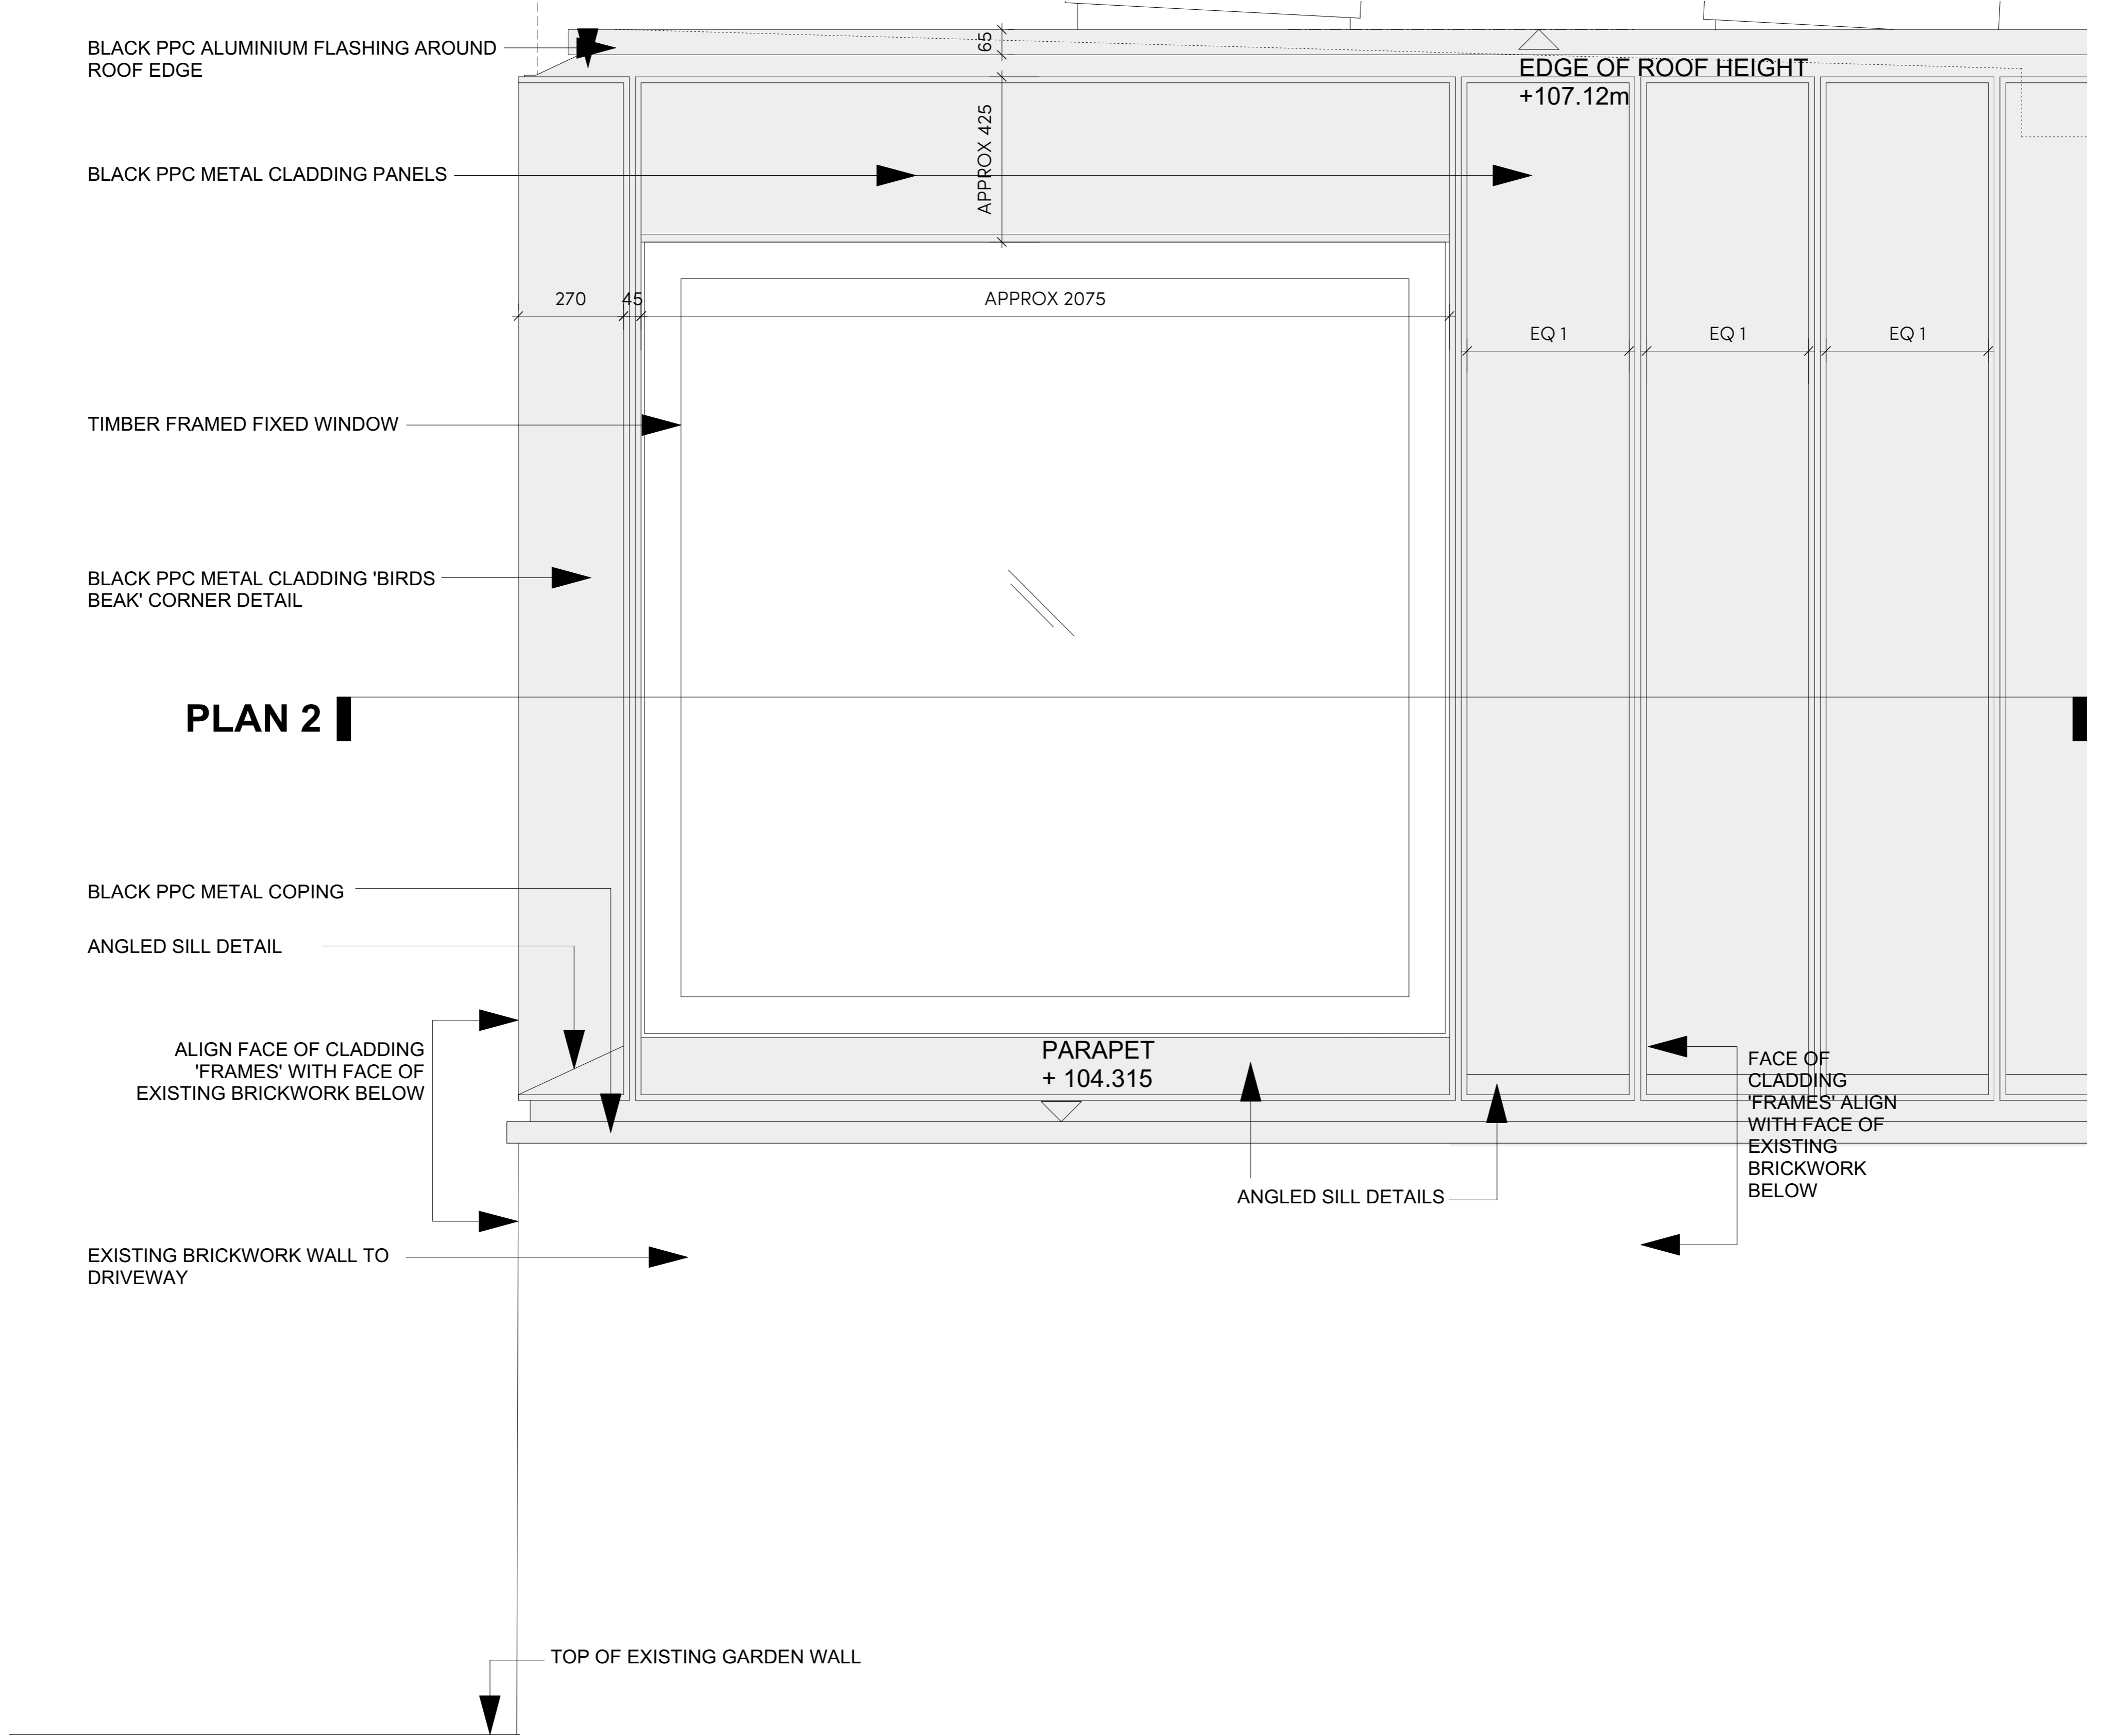 BLACK PPC ALUMINIUM FLASHING AROUND
ROOF EDGE
65
EDGE OF ROOF HEIGHT
+107.12m
APPROX 425
BLACK PPC METAL CLADDING PANELS
270
45
APPROX 2075
EQ 1
EQ 1
EQ 1
TIMBER FRAMED FIXED WINDOW
BLACK PPC METAL CLADDING 'BIRDS
BEAK' CORNER DETAIL
PLAN 2
BLACK PPC METAL COPING
ANGLED SILL DETAIL
ALIGN FACE OF CLADDING
'FRAMES' WITH FACE OF
EXISTING BRICKWORK BELOW
PARAPET
+ 104.315
FACE OF
CLADDING
'FRAMES' ALIGN
WITH FACE OF
EXISTING
BRICKWORK
BELOW
ANGLED SILL DETAILS
EXISTING BRICKWORK WALL TO
DRIVEWAY
TOP OF EXISTING GARDEN WALL